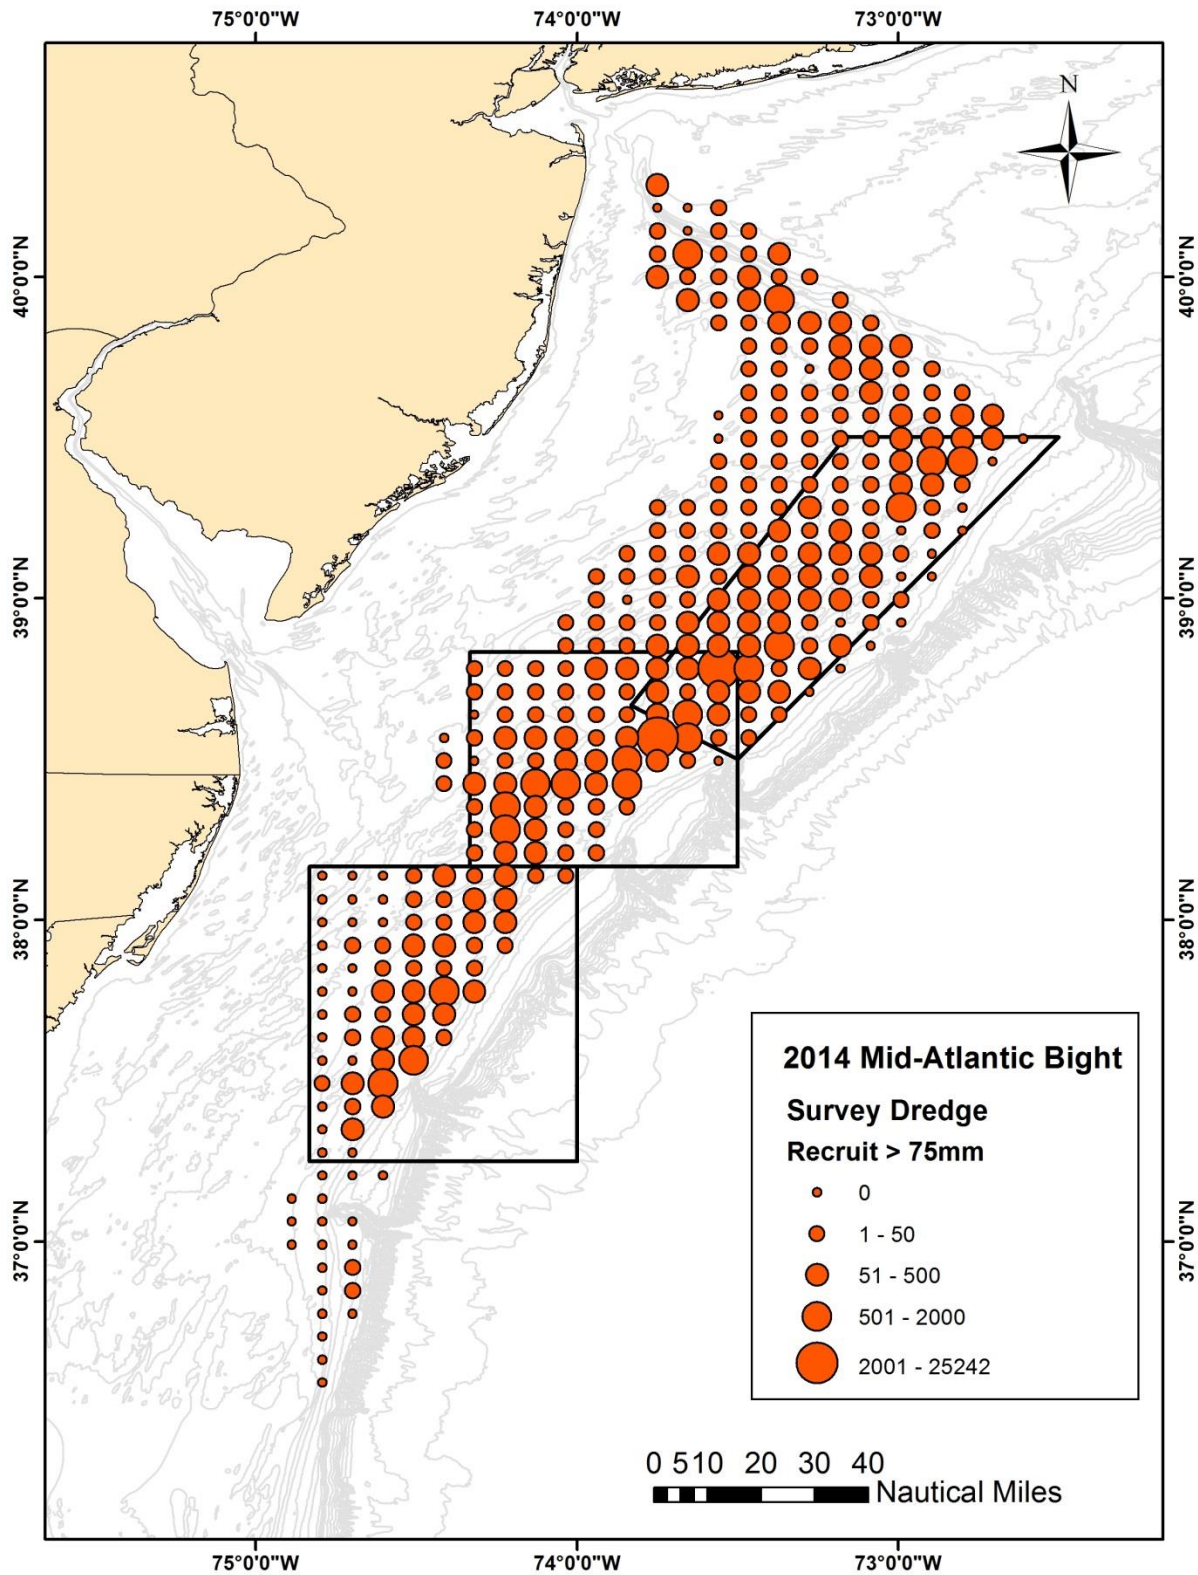 75°0'0"W 74°0'0"W 73°0'0"W
N
40°0'0"N 40°0'0"N
39°0'0"N 39°0'0"N
38°0'0"N 38°0'0"N
37°0'0"N 37°0'0"N
2014 Mid-Atlantic Bight
Survey Dredge
Recruit > 75mm
0
1 - 50
51 - 500
501 - 2000
2001 - 25242
0 510 20 30 40
Nautical Miles
75°0'0"W 74°0'0"W 73°0'0"W